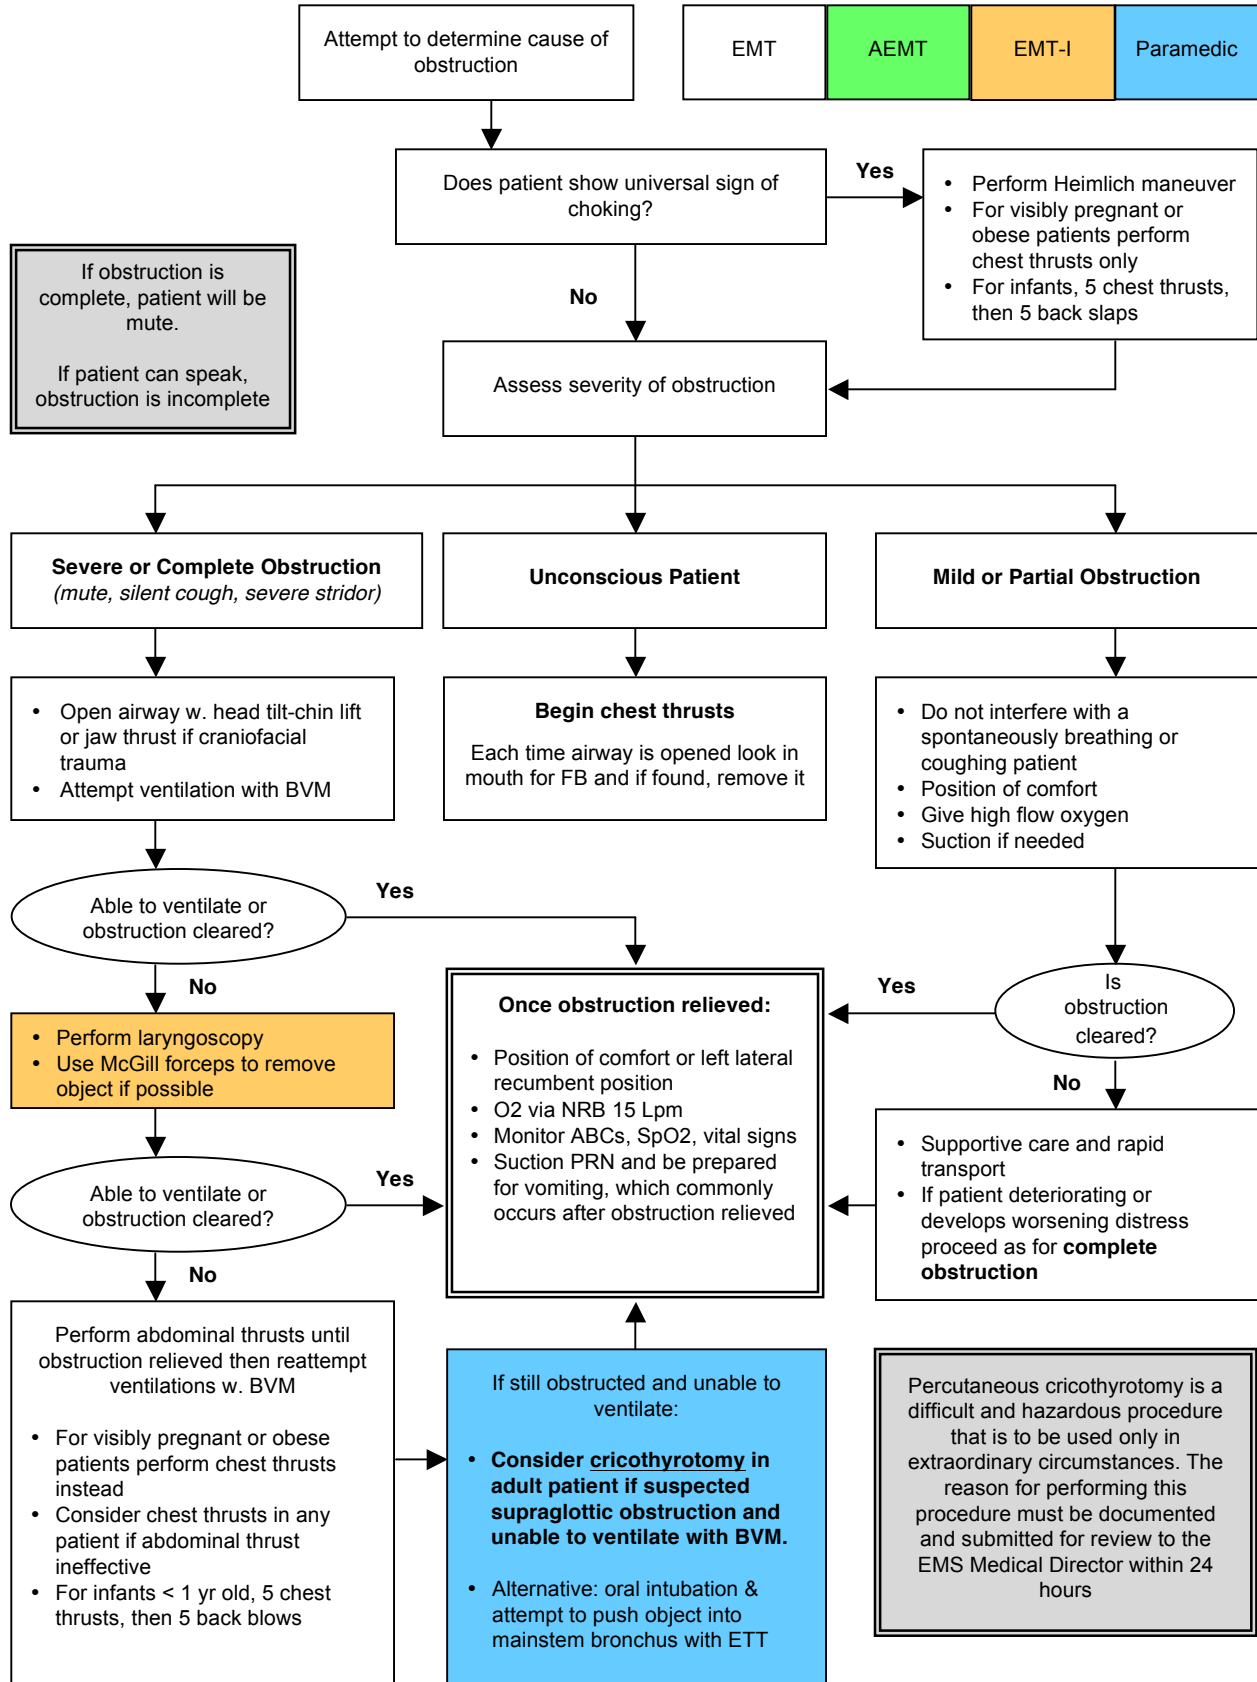 Attempt to determine cause of
obstruction
EMT
AEMT
EMT-I
Paramedic
Does patient show universal sign of
choking?
Yes
• Perform Heimlich maneuver
• For visibly pregnant or
obese patients perform
chest thrusts only
• For infants, 5 chest thrusts,
then 5 back slaps
If obstruction is
complete, patient will be
mute.
If patient can speak,
obstruction is incomplete
No
Assess severity of obstruction
Severe or Complete Obstruction
(mute, silent cough, severe stridor)
Unconscious Patient
Mild or Partial Obstruction
• Open airway w. head tilt-chin lift
or jaw thrust if craniofacial
trauma
• Attempt ventilation with BVM
Begin chest thrusts
Each time airway is opened look in
mouth for FB and if found, remove it
• Do not interfere with a
spontaneously breathing or
coughing patient
• Position of comfort
• Give high flow oxygen
• Suction if needed
Able to ventilate or
obstruction cleared?
Yes
No
• Perform laryngoscopy
• Use McGill forceps to remove
object if possible
Able to ventilate or
obstruction cleared?
Yes
No
Once obstruction relieved:
• Position of comfort or left lateral
recumbent position
• O2 via NRB 15 Lpm
• Monitor ABCs, SpO2, vital signs
• Suction PRN and be prepared
for vomiting, which commonly
occurs after obstruction relieved
Yes
Is
obstruction
cleared?
No
• Supportive care and rapid
transport
• If patient deteriorating or
develops worsening distress
proceed as for complete
obstruction
Perform abdominal thrusts until
obstruction relieved then reattempt
ventilations w. BVM
• For visibly pregnant or obese
patients perform chest thrusts
instead
• Consider chest thrusts in any
patient if abdominal thrust
ineffective
• For infants < 1 yr old, 5 chest
thrusts, then 5 back blows
If still obstructed and unable to
ventilate:
• Consider cricothyrotomy in
adult patient if suspected
supraglottic obstruction and
unable to ventilate with BVM.
• Alternative: oral intubation &
attempt to push object into
mainstem bronchus with ETT
Percutaneous cricothyrotomy is a
difficult and hazardous procedure
that is to be used only in
extraordinary circumstances. The
reason for performing this
procedure must be documented
and submitted for review to the
EMS Medical Director within 24
hours